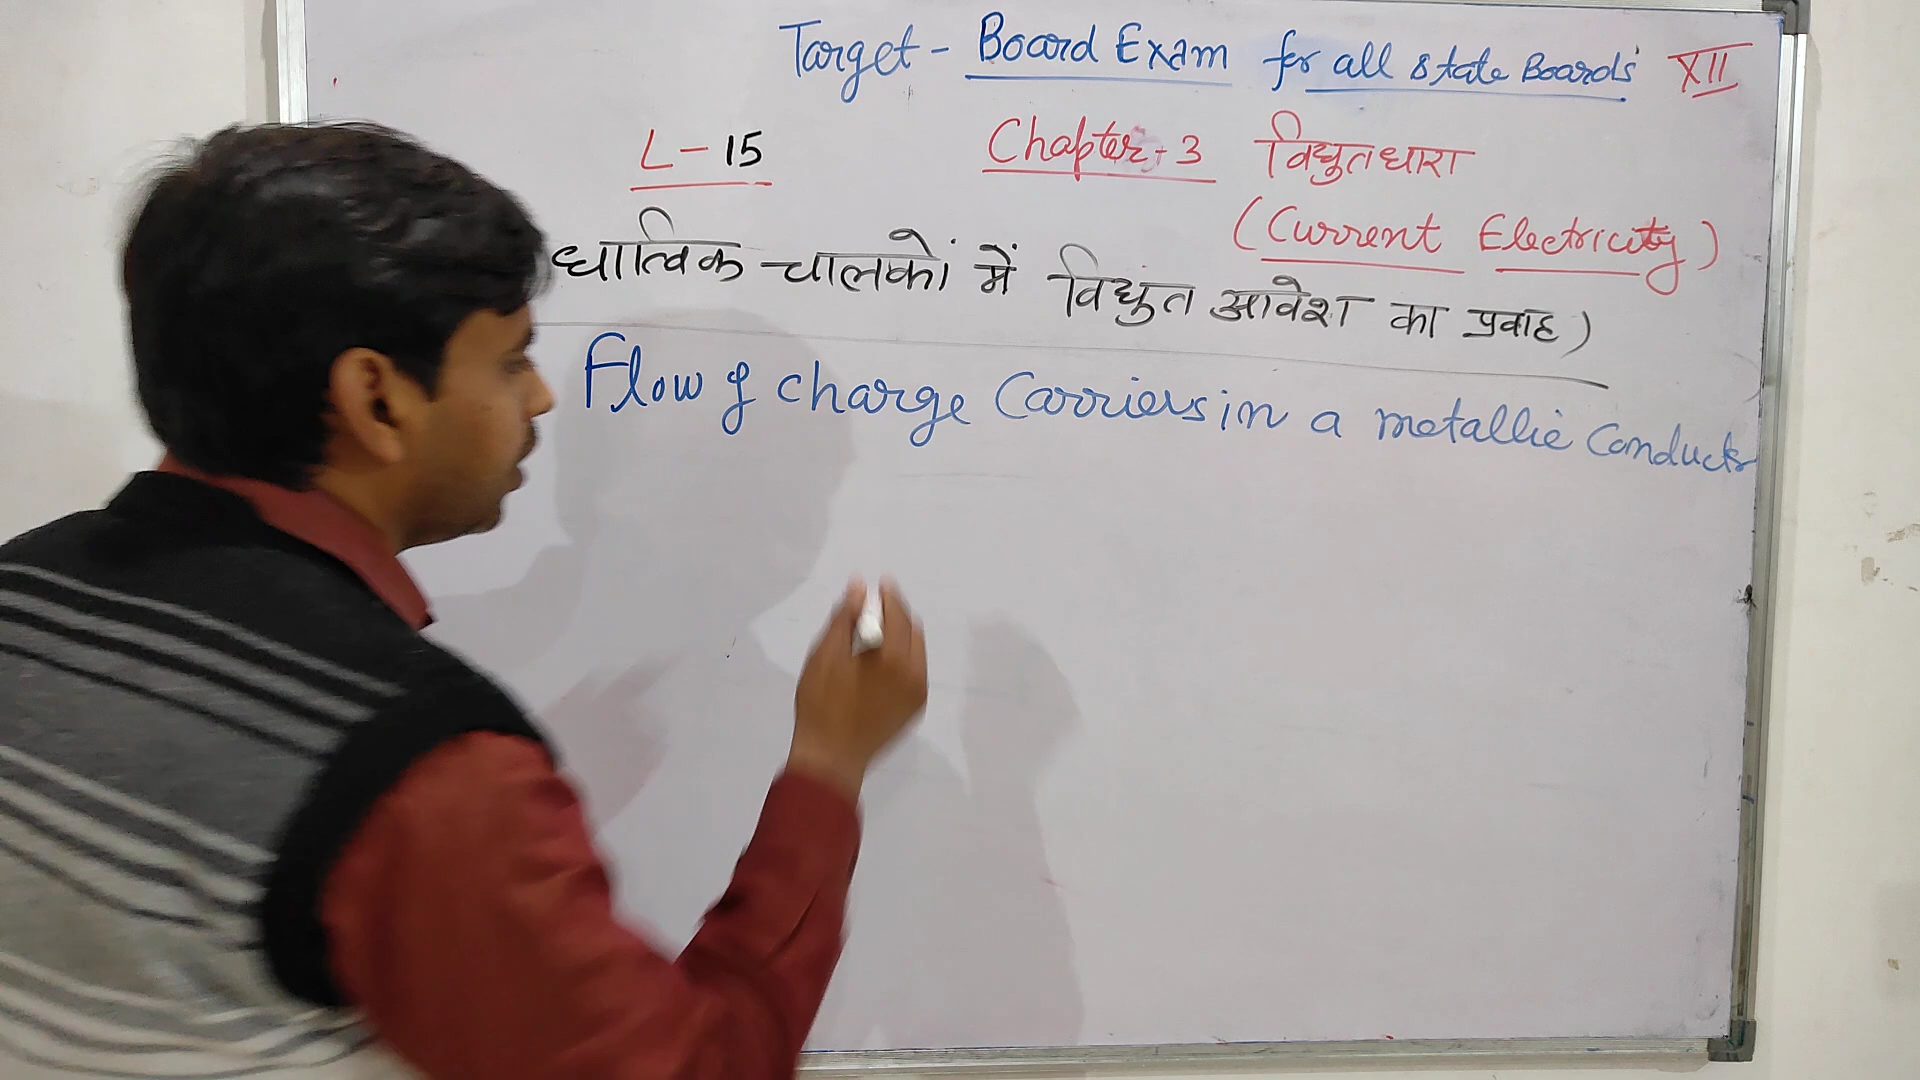 Target - Board Exam for all state Boards XII
L - 15 Chapter - 3 विधुतधारा
(Current Electricity)
धात्विक चालकों में विधुत आवेश का प्रवाह)
Flow of charge Carriers in a metallic Conductor